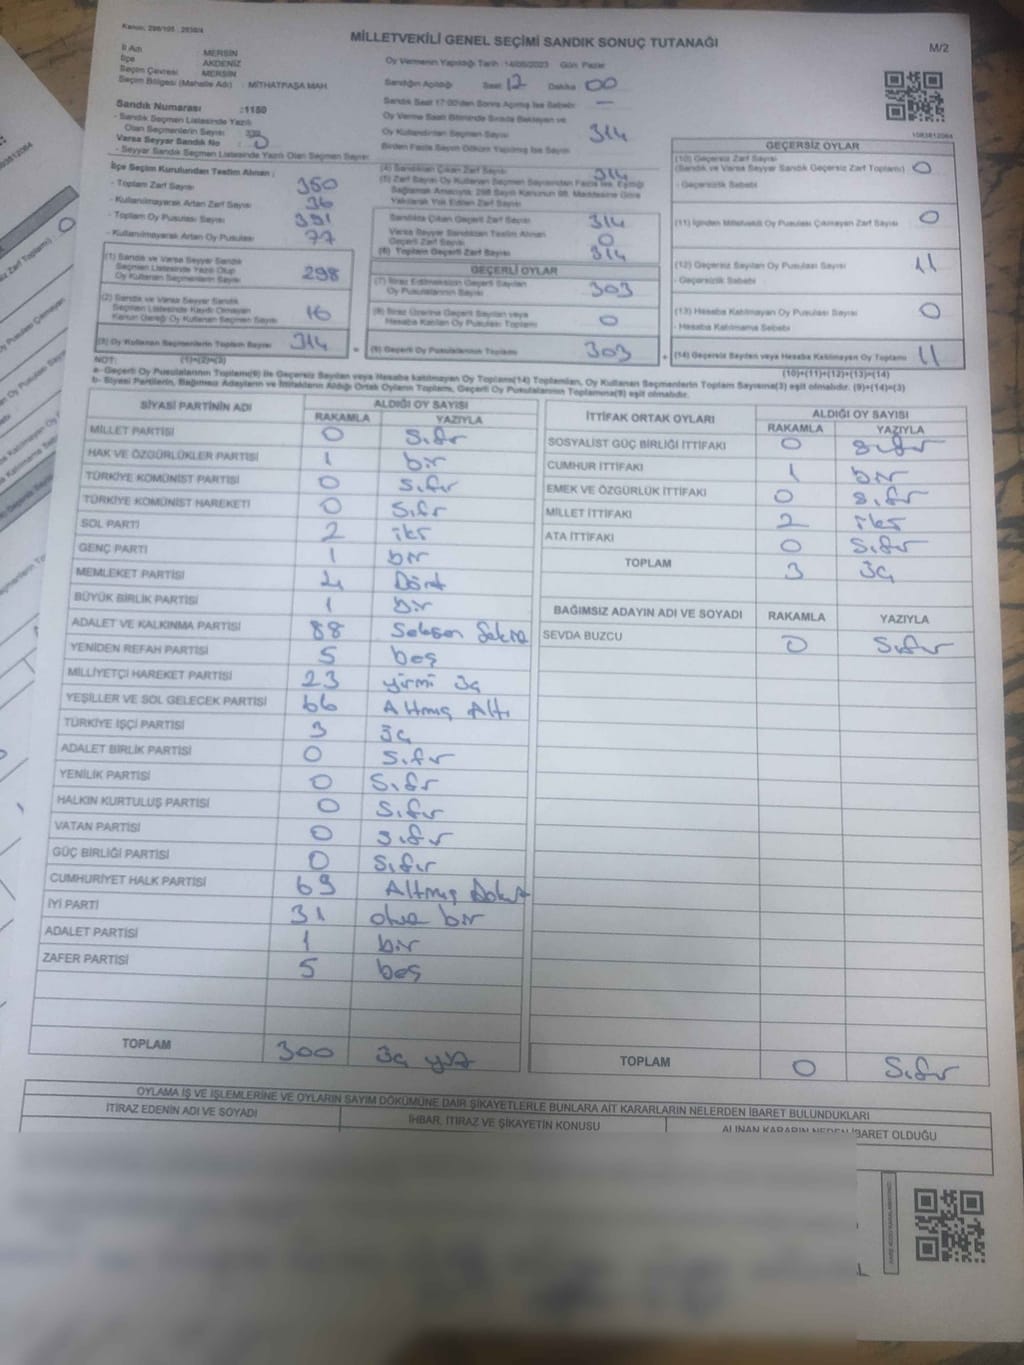 Kanun: 298/105 , 2839/4
MİLLETVEKİLİ GENEL SEÇİMİ SANDIK SONUÇ TUTANAĞI
M/2
İl Adı : MERSİN
İlçe AKDENİZ
Seçim Çevresi MERSİN
Seçim Bölgesi (Mahalle Adı) : MİTHATPAŞA MAH.
Oy Vermenin Yapıldığı Tarih : 14/05/2023 Gün: Pazar
Sandığın Açıldığı Saat 12 Dakika 00
Sandık Saat 17:00'den Sonra Açılmış İse Sebebi: —
Oy Verme Saati Bitiminde Sırada Bekleyen ve
Oy Kullandırılan Seçmen Sayısı 314
Birden Fazla Sayım Döküm Yapılmış İse Sayısı
Sandık Numarası :1150
- Sandık Seçmen Listesinde Yazılı
Olan Seçmenlerin Sayısı
Varsa Seyyar Sandık No
- Seyyar Sandık Seçmen Listesinde Yazılı Olan Seçmen Sayısı
İlçe Seçim Kurulundan Teslim Alınan ;
- Toplam Zarf Sayısı 350
- Kullanılmayarak Artan Zarf Sayısı 36
- Toplam Oy Pusulası Sayısı 391
- Kullanılmayarak Artan Oy Pusulası 77
(1) Sandık ve Varsa Seyyar Sandık
Seçmen Listesinde Yazılı Olup
Oy Kullanan Seçmenlerin Sayısı 298
(2) Sandık ve Varsa Seyyar Sandık
Seçmen Listesinde Kayıtlı Olmayan
Kanun Gereği Oy Kullanan Seçmen Sayısı 16
(3) Oy Kullanan Seçmenlerin Toplam Sayısı 314
(4) Sandıktan Çıkan Zarf Sayısı 314
(5) Zarf Sayısı Oy Kullanan Seçmen Sayısından Fazla İse, Eşitliği
Sağlamak Amacıyla 298 Sayılı Kanunun 98. Maddesine Göre
Yakılarak Yok Edilen Zarf Sayısı
Sandıkta Çıkan Geçerli Zarf Sayısı 314
Varsa Seyyar Sandıktan Teslim Alınan
Geçerli Zarf Sayısı 0
(6) Toplam Geçerli Zarf Sayısı 314
GEÇERLİ OYLAR
(7) İtiraz Edilmeksizin Geçerli Sayılan
Oy Pusulalarının Sayısı 303
(8) İtiraz Üzerine Geçerli Sayılan veya
Hesaba Katılan Oy Pusulası Toplamı 0
(9) Geçerli Oy Pusulalarının Toplamı 303
1083812064
GEÇERSİZ OYLAR
(10) Geçersiz Zarf Sayısı
(Sandık ve Varsa Seyyar Sandık Geçersiz Zarf Toplamı) 0
- Geçersizlik Sebebi
(11) İçinden Milletvekili Oy Pusulası Çıkmayan Zarf Sayısı 0
(12) Geçersiz Sayılan Oy Pusulası Sayısı 11
- Geçersizlik Sebebi
(13) Hesaba Katılmayan Oy Pusulası Sayısı 0
- Hesaba Katılmama Sebebi
(14) Geçersiz Sayılan veya Hesaba Katılmayan Oy Toplamı 11
NOT: (1)+(2)=(3)
(10)+(11)+(12)+(13)=(14)
a- Geçerli Oy Pusulalarının Toplamı(9) ile Geçersiz Sayılan veya Hesaba katılmayan Oy Toplamı(14) Toplamları, Oy Kullanan Seçmenlerin Toplam Sayısına(3) eşit olmalıdır. (9)+(14)=(3)
b- Siyasi Partilerin, Bağımsız Adayların ve İttifakların Aldığı Ortak Oyların Toplamı, Geçerli Oy Pusulalarının Toplamına(9) eşit olmalıdır.
SİYASİ PARTİNİN ADI ALDIĞI OY SAYISI
RAKAMLA YAZIYLA
MİLLET PARTİSİ 0 Sıfır
HAK VE ÖZGÜRLÜKLER PARTİSİ 1 bir
TÜRKİYE KOMÜNİST PARTİSİ 0 Sıfır
TÜRKİYE KOMÜNİST HAREKETİ 0 Sıfır
SOL PARTİ 2 iki
GENÇ PARTİ 1 bir
MEMLEKET PARTİSİ 4 Dört
BÜYÜK BİRLİK PARTİSİ 1 bir
ADALET VE KALKINMA PARTİSİ 88 Seksen Sekiz
YENİDEN REFAH PARTİSİ 5 beş
MİLLİYETÇİ HAREKET PARTİSİ 23 yirmi üç
YEŞİLLER VE SOL GELECEK PARTİSİ 66 Altmış Altı
TÜRKİYE İŞÇİ PARTİSİ 3 üç
ADALET BİRLİK PARTİSİ 0 Sıfır
YENİLİK PARTİSİ 0 Sıfır
HALKIN KURTULUŞ PARTİSİ 0 Sıfır
VATAN PARTİSİ 0 Sıfır
GÜÇ BİRLİĞİ PARTİSİ 0 Sıfır
CUMHURİYET HALK PARTİSİ 69 Altmış Dokuz
İYİ PARTİ 31 otuz bir
ADALET PARTİSİ 1 bir
ZAFER PARTİSİ 5 beş
TOPLAM 300 üç yüz
İTTİFAK ORTAK OYLARI ALDIĞI OY SAYISI
RAKAMLA YAZIYLA
SOSYALİST GÜÇ BİRLİĞİ İTTİFAKI 0 Sıfır
CUMHUR İTTİFAKI 1 bir
EMEK VE ÖZGÜRLÜK İTTİFAKI 0 Sıfır
MİLLET İTTİFAKI 2 iki
ATA İTTİFAKI 0 Sıfır
TOPLAM 3 üç
BAĞIMSIZ ADAYIN ADI VE SOYADI RAKAMLA YAZIYLA
SEVDA BUZCU 0 Sıfır
TOPLAM 0 Sıfır
OYLAMA İŞ VE İŞLEMLERİNE VE OYLARIN SAYIM DÖKÜMÜNE DAİR ŞİKAYETLERLE BUNLARA AİT KARARLARIN NELERDEN İBARET BULUNDUKLARI
İTİRAZ EDENİN ADI VE SOYADI İHBAR, İTİRAZ VE ŞİKAYETİN KONUSU ALINAN KARARIN NEDEN İBARET OLDUĞU